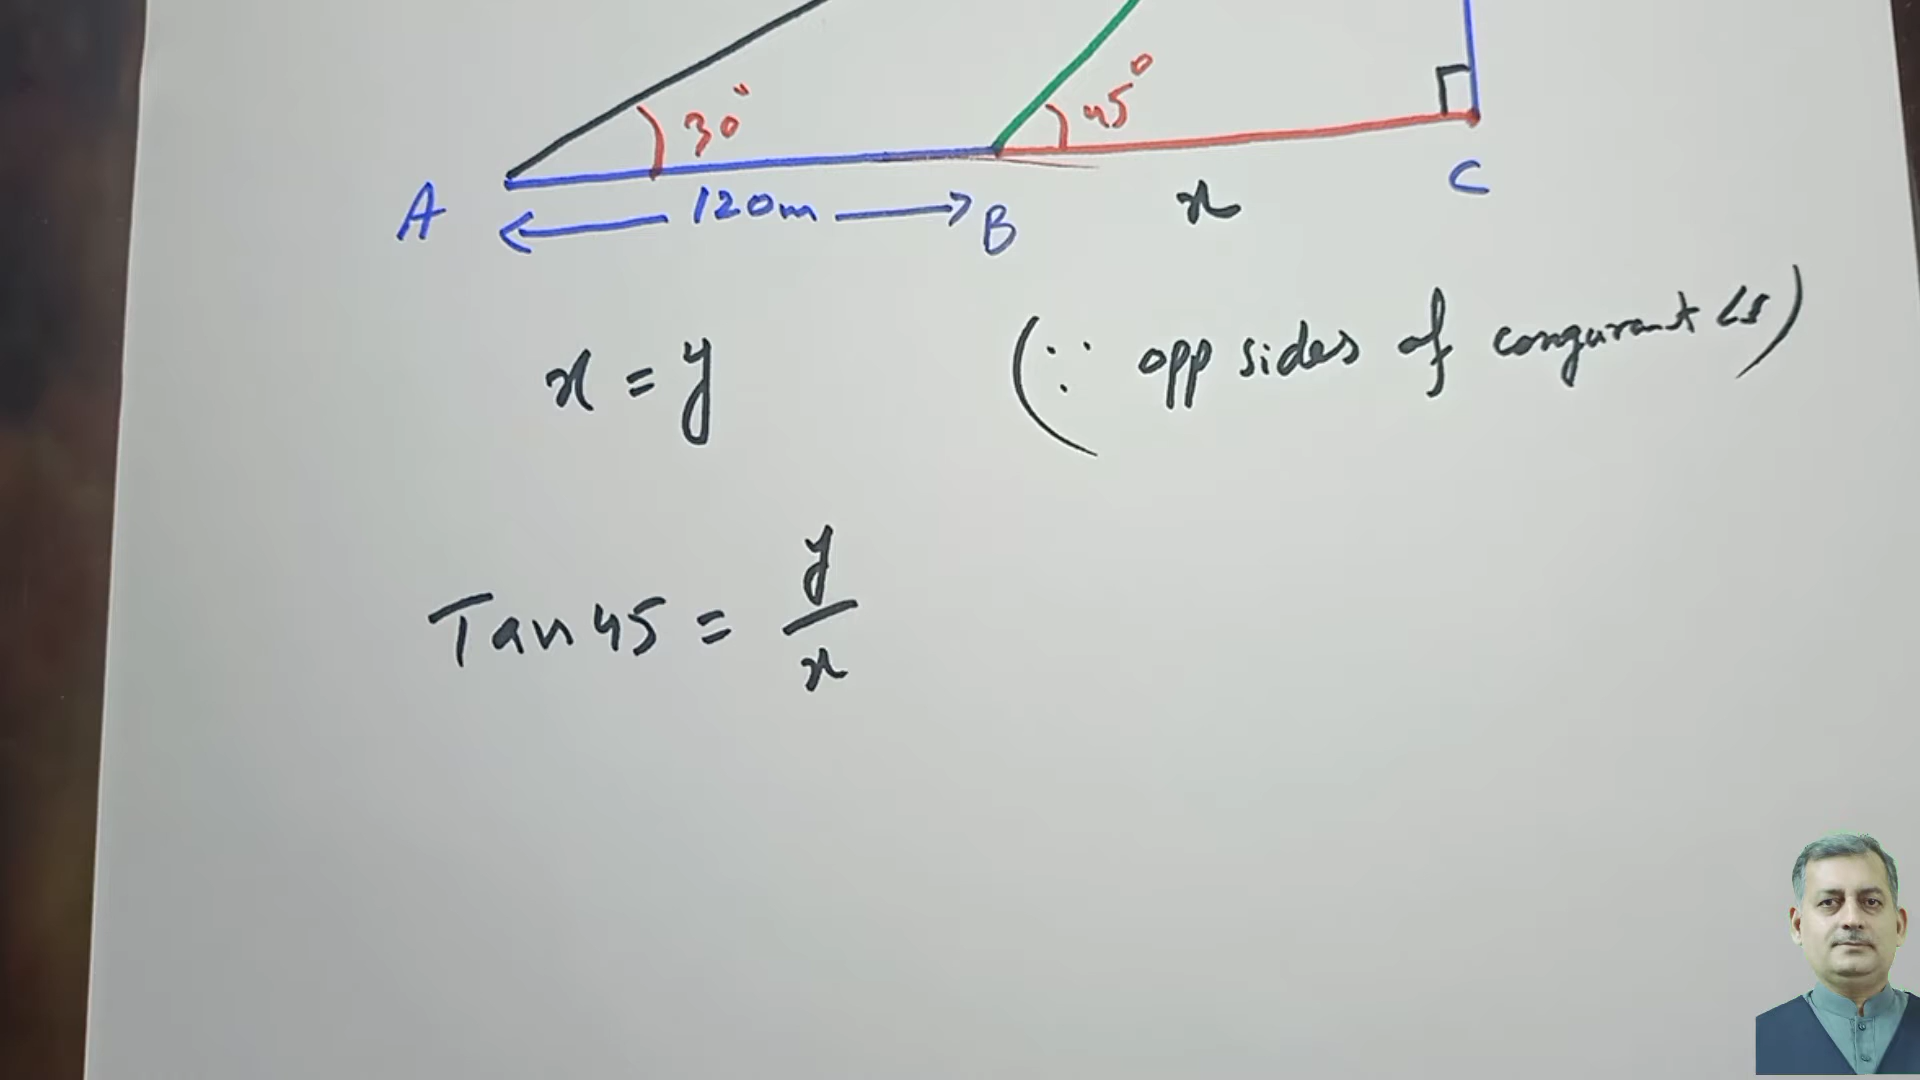 30°
45°
A
120m
B
x
C
x = y
(∵ opp sides of congurant <s)
Tan 45 = y/x